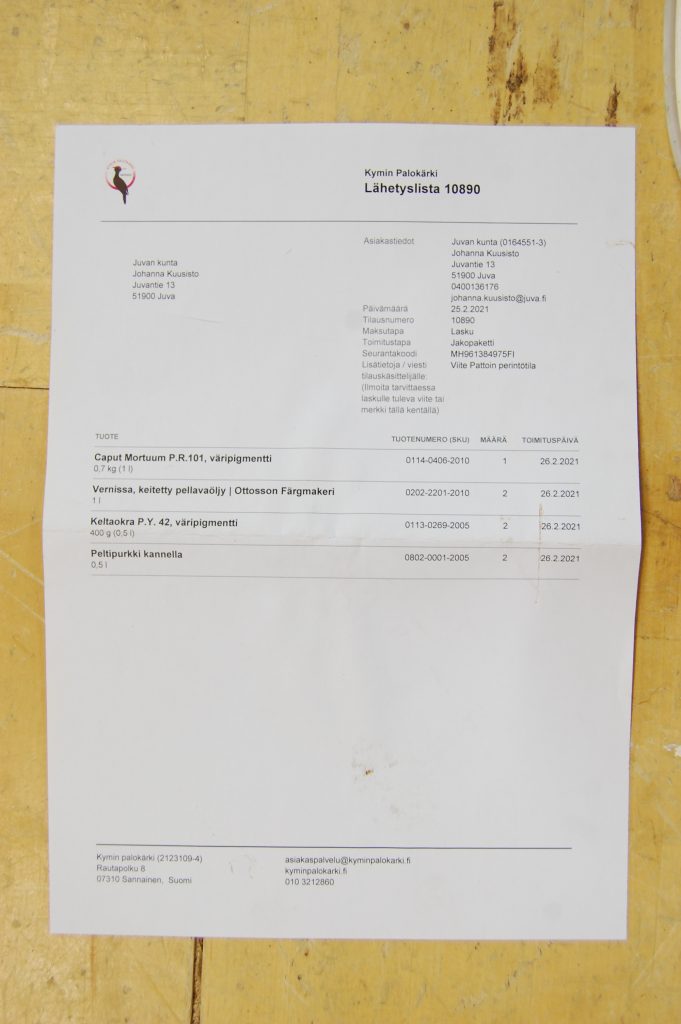 Kymin Palokärki
Lähetyslista 10890
Juvan kunta
Johanna Kuusisto
Juvantie 13
51900 Juva
Asiakastiedot Juvan kunta (0164551-3)
Johanna Kuusisto
Juvantie 13
51900 Juva
0400136176
johanna.kuusisto@juva.fi
Päivämäärä 25.2.2021
Tilausnumero 10890
Maksutapa Lasku
Toimitustapa Jakopaketti
Seurantakoodi MH961384975FI
Lisätietoja / viesti Viite Pattoin perintötila
tilauskäsittelijälle:
(Ilmoita tarvittaessa
laskulle tuleva viite tai
merkki tällä kentällä)
TUOTE TUOTENUMERO (SKU) MÄÄRÄ TOIMITUSPÄIVÄ
Caput Mortuum P.R.101, väripigmentti 0114-0406-2010 1 26.2.2021
0,7 kg (1 l)
Vernissa, keitetty pellavaöljy | Ottosson Färgmakeri 0202-2201-2010 2 26.2.2021
1 l
Keltaokra P.Y. 42, väripigmentti 0113-0269-2005 2 26.2.2021
400 g (0,5 l)
Peltipurkki kannella 0802-0001-2005 2 26.2.2021
0,5 l
Kymin palokärki (2123109-4)
Rautapolku 8
07310 Sannainen, Suomi
asiakaspalvelu@kyminpalokarki.fi
kyminpalokarki.fi
010 3212860